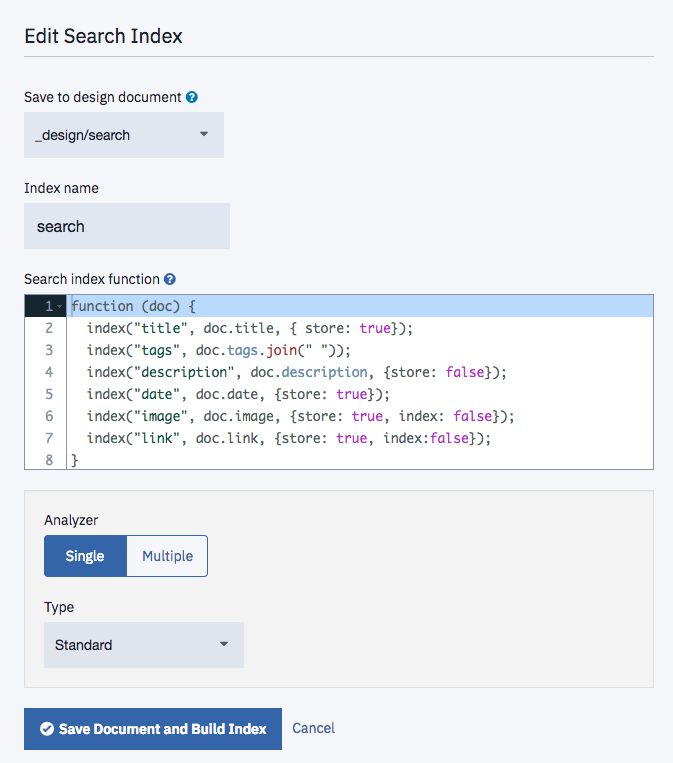 Edit Search Index
Save to design document ?
_design/search
Index name
search
Search index function ?
1 function (doc) {
2 index("title", doc.title, { store: true});
3 index("tags", doc.tags.join(" "));
4 index("description", doc.description, {store: false});
5 index("date", doc.date, {store: true});
6 index("image", doc.image, {store: true, index: false});
7 index("link", doc.link, {store: true, index:false});
8 }
Analyzer
Single Multiple
Type
Standard
Save Document and Build Index Cancel